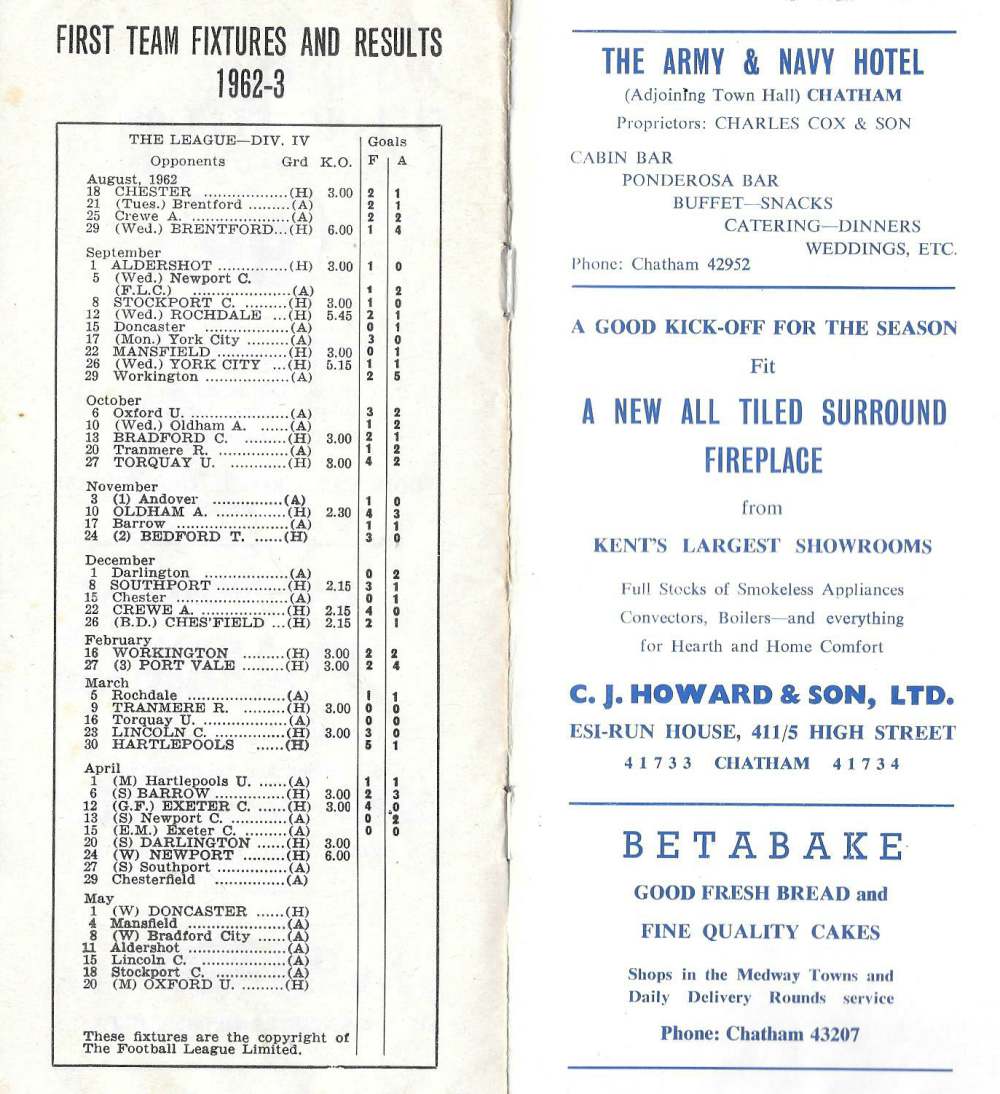 FIRST TEAM FIXTURES AND RESULTS
1962-3
THE LEAGUE—DIV. IV Goals
Opponents Grd K.O. F A
August, 1962
18 CHESTER ..................(H) 3.00 2 1
21 (Tues.) Brentford .........(A) 2 1
25 Crewe A. .....................(A) 2 2
29 (Wed.) BRENTFORD...(H) 6.00 1 4
September
1 ALDERSHOT ...............(H) 3.00 1 0
5 (Wed.) Newport C.
(F.L.C.) .....................(A) 1 2
8 STOCKPORT C. .........(H) 3.00 1 0
12 (Wed.) ROCHDALE ...(H) 5.45 2 1
15 Doncaster ..................(A) 0 1
17 (Mon.) York City .........(A) 3 0
22 MANSFIELD ...............(H) 3.00 0 1
26 (Wed.) YORK CITY ...(H) 5.15 1 1
29 Workington ..................(A) 2 5
October
6 Oxford U. .....................(A) 3 2
10 (Wed.) Oldham A. ......(A) 1 2
13 BRADFORD C. .........(H) 3.00 2 1
20 Tranmere R. ...............(A) 1 2
27 TORQUAY U. ............(H) 3.00 4 2
November
3 (1) Andover ...............(A) 1 0
10 OLDHAM A. ...............(H) 2.30 4 3
17 Barrow .....................(A) 1 1
24 (2) BEDFORD T. ......(H) 3 0
December
1 Darlington ..................(A) 0 2
8 SOUTHPORT ...............(H) 2.15 3 1
15 Chester .....................(A) 0 1
22 CREWE A. ..................(H) 2.15 4 0
26 (B.D.) CHES'FIELD ...(H) 2.15 2 1
February
16 WORKINGTON .........(H) 3.00 2 2
27 (3) PORT VALE .........(H) 3.00 2 4
March
5 Rochdale .....................(A) 1 1
9 TRANMERE R. .........(H) 3.00 0 0
16 Torquay U. ..................(A) 0 0
23 LINCOLN C. ...............(H) 3.00 3 0
30 HARTLEPOOLS ......(H) 5 1
April
1 (M) Hartlepools U. ......(A) 1 1
6 (S) BARROW ...............(H) 3.00 2 3
12 (G.F.) EXETER C. ......(H) 3.00 4 0
13 (S) Newport C. ............(A) 0 2
15 (E.M.) Exeter C. .........(A) 0 0
20 (S) DARLINGTON ......(H) 3.00
24 (W) NEWPORT .........(H) 6.00
27 (S) Southport ...............(A)
29 Chesterfield ...............(A)
May
1 (W) DONCASTER ......(H)
4 Mansfield .....................(A)
8 (W) Bradford City ......(A)
11 Aldershot .....................(A)
15 Lincoln C. ..................(A)
18 Stockport C. ...............(A)
20 (M) OXFORD U. .........(H)
These fixtures are the copyright of
The Football League Limited.
THE ARMY & NAVY HOTEL
(Adjoining Town Hall) CHATHAM
Proprietors: CHARLES COX & SON
CABIN BAR
PONDEROSA BAR
BUFFET—SNACKS
CATERING—DINNERS
WEDDINGS, ETC.
Phone: Chatham 42952
A GOOD KICK-OFF FOR THE SEASON
Fit
A NEW ALL TILED SURROUND
FIREPLACE
from
KENT'S LARGEST SHOWROOMS
Full Stocks of Smokeless Appliances
Convectors, Boilers—and everything
for Hearth and Home Comfort
C. J. HOWARD & SON, LTD.
ESI-RUN HOUSE, 411/5 HIGH STREET
41733 CHATHAM 41734
BETABAKE
GOOD FRESH BREAD and
FINE QUALITY CAKES
Shops in the Medway Towns and
Daily Delivery Rounds service
Phone: Chatham 43207